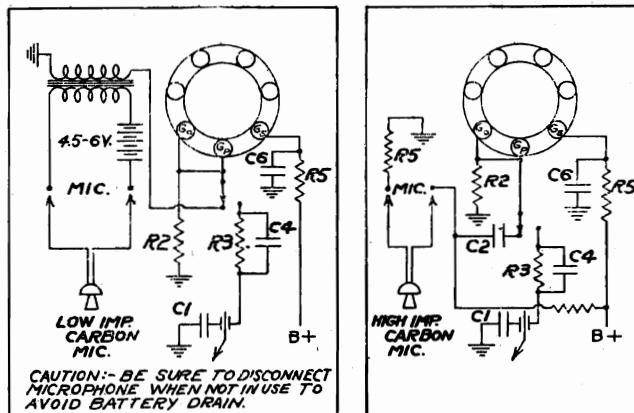 4.5-6V.
MIC.
Go
Gp
Gs
C6
R5
R2
R3
C4
C1
B+
LOW IMP.
CARBON
MIC.
CAUTION:- BE SURE TO DISCONNECT
MICROPHONE WHEN NOT IN USE TO
AVOID BATTERY DRAIN.
R5
MIC.
Gp
Gs
C6
R5
R2
C2
R3
C4
C1
B+
HIGH IMP.
CARBON
MIC.